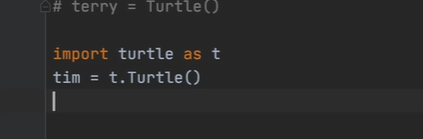 # terry = Turtle()
import turtle as t
tim = t.Turtle()